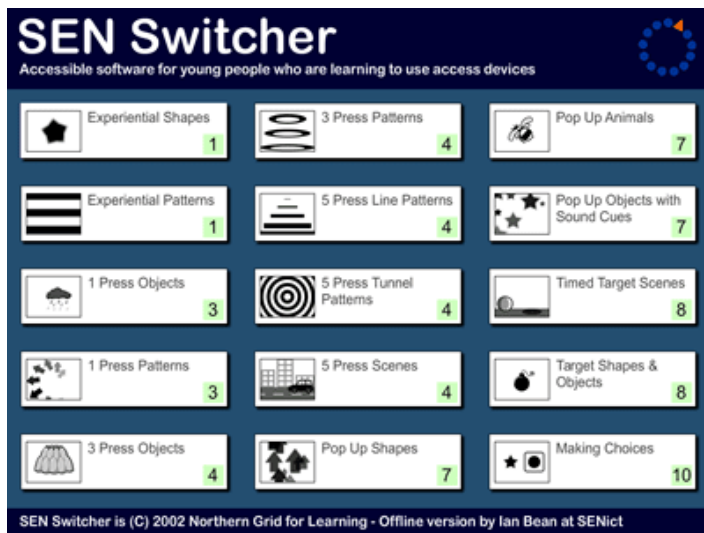 SEN Switcher
Accessible software for young people who are learning to use access devices
Experiential Shapes
1
Experiential Patterns
1
1 Press Objects
3
1 Press Patterns
3
3 Press Objects
4
3 Press Patterns
4
5 Press Line Patterns
4
5 Press Tunnel
Patterns
4
5 Press Scenes
4
Pop Up Shapes
7
Pop Up Animals
7
Pop Up Objects with
Sound Cues
7
Timed Target Scenes
8
Target Shapes &
Objects
8
Making Choices
10
SEN Switcher is (C) 2002 Northern Grid for Learning - Offline version by Ian Bean at SENict